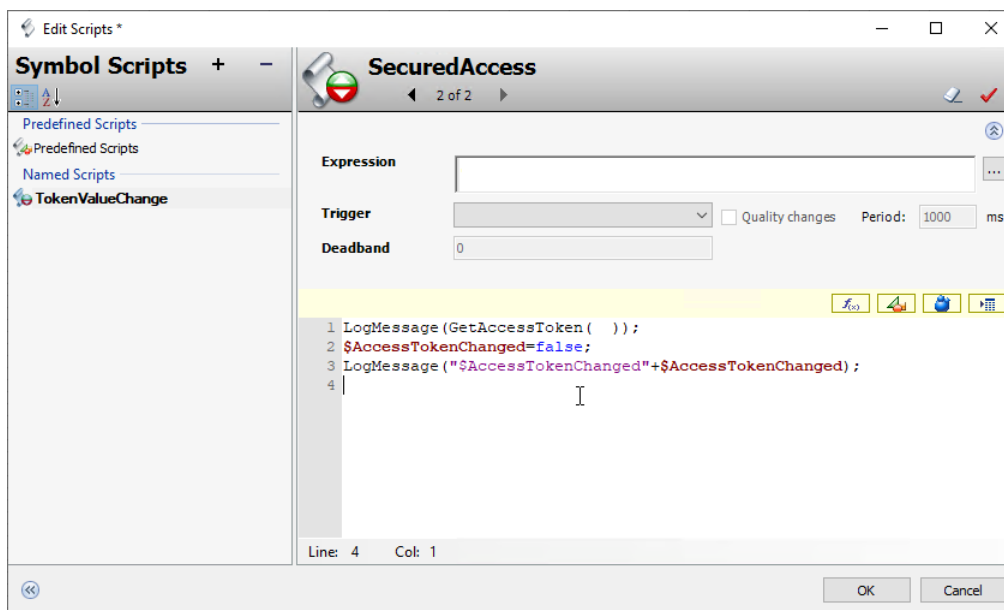 Edit Scripts *
Symbol Scripts + −
SecuredAccess
2 of 2
Predefined Scripts
Predefined Scripts
Named Scripts
TokenValueChange
Expression
...
Trigger
Quality changes
Period:
1000
ms
Deadband
0
f(x)
1 LogMessage(GetAccessToken(  ));
2 $AccessTokenChanged=false;
3 LogMessage("$AccessTokenChanged"+$AccessTokenChanged);
4
Line: 4 Col: 1
OK
Cancel